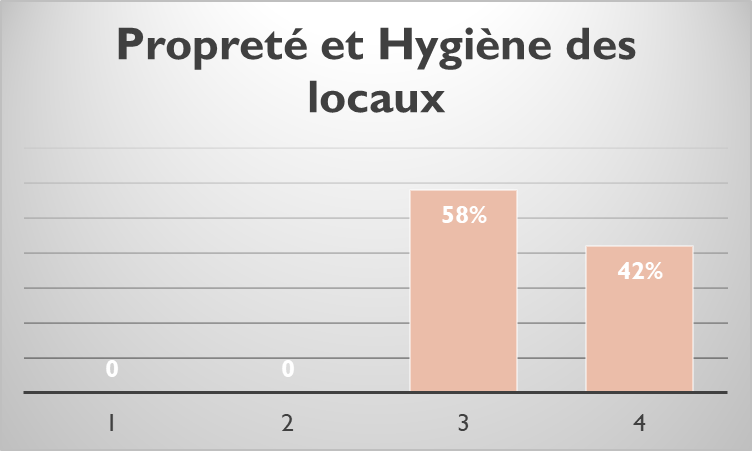 Propreté et Hygiène des
locaux
58%
42%
0 0
1 2 3 4